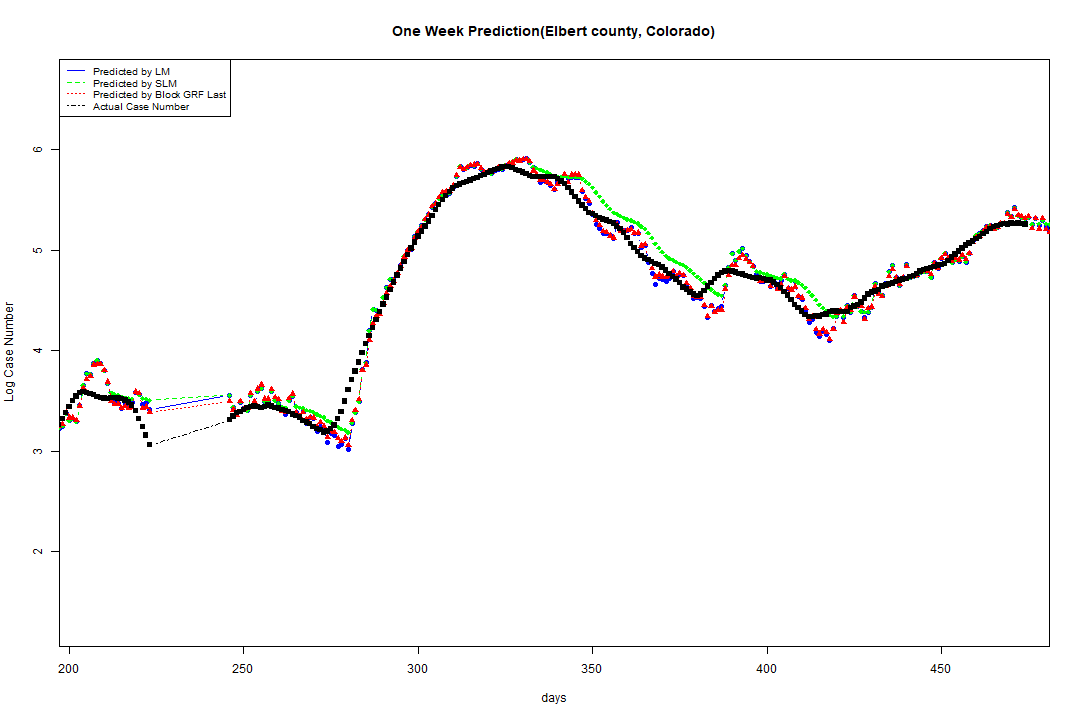 One Week Prediction(Elbert county, Colorado)
Predicted by LM
Predicted by SLM
Predicted by Block GRF Last
Actual Case Number
Log Case Number
6
5
4
3
2
200 250 300 350 400 450
days